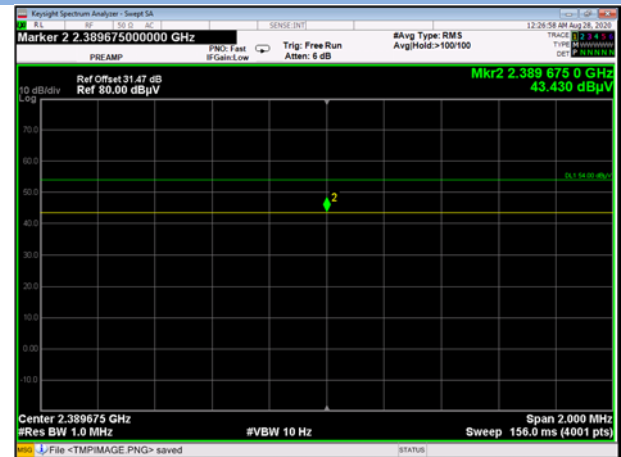 Keysight Spectrum Analyzer - Swept SA
RL RF 50 Ω AC SENSE:INT 12:26:58 AM Aug 28, 2020
Marker 2 2.389675000000 GHz
PREAMP
PNO: Fast
IFGain:Low
Trig: Free Run
Atten: 6 dB
#Avg Type: RMS
Avg|Hold:>100/100
TRACE 1 2 3 4 5 6
TYPE M WWWWW
DET P N N N N N
Mkr2 2.389 675 0 GHz
43.430 dBµV
Ref Offset 31.47 dB
10 dB/div Ref 80.00 dBµV
Log
70.0
60.0
DL1 54.00 dBµV
50.0
2
40.0
30.0
20.0
10.0
0.00
-10.0
Center 2.389675 GHz Span 2.000 MHz
#Res BW 1.0 MHz #VBW 10 Hz Sweep 156.0 ms (4001 pts)
MSG File <TMPIMAGE.PNG> saved STATUS